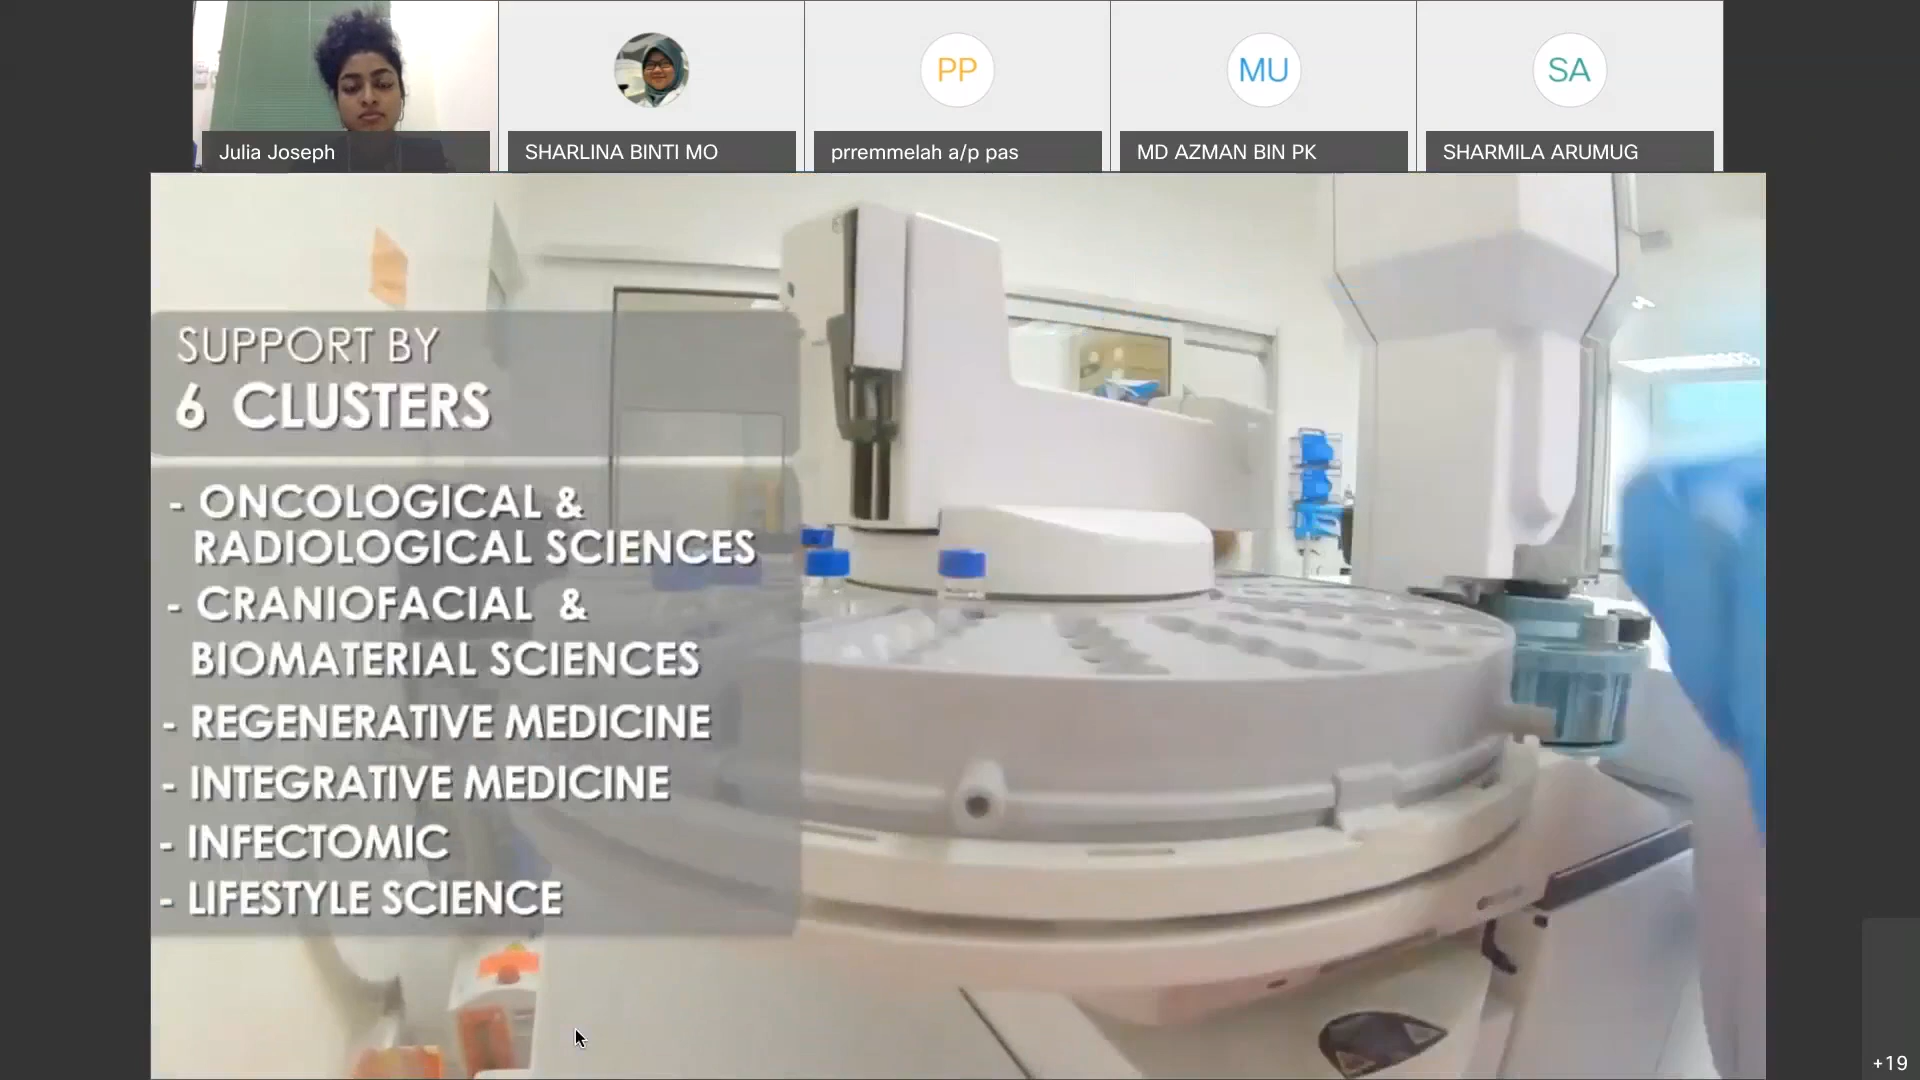 PP
MU
SA
Julia Joseph
SHARLINA BINTI MO
prremmelah a/p pas
MD AZMAN BIN PK
SHARMILA ARUMUG
SUPPORT BY
6 CLUSTERS
- ONCOLOGICAL &
RADIOLOGICAL SCIENCES
- CRANIOFACIAL &
BIOMATERIAL SCIENCES
- REGENERATIVE MEDICINE
- INTEGRATIVE MEDICINE
- INFECTOMIC
- LIFESTYLE SCIENCE
+19